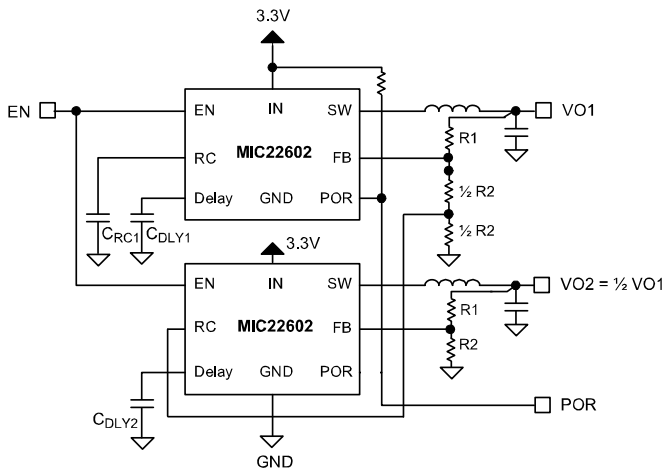 3.3V
EN
EN
IN
SW
VO1
R1
RC
MIC22602
FB
½ R2
Delay
GND
POR
½ R2
CRC1
CDLY1
3.3V
EN
IN
SW
VO2 = ½ VO1
R1
RC
MIC22602
FB
R2
Delay
GND
POR
CDLY2
POR
GND